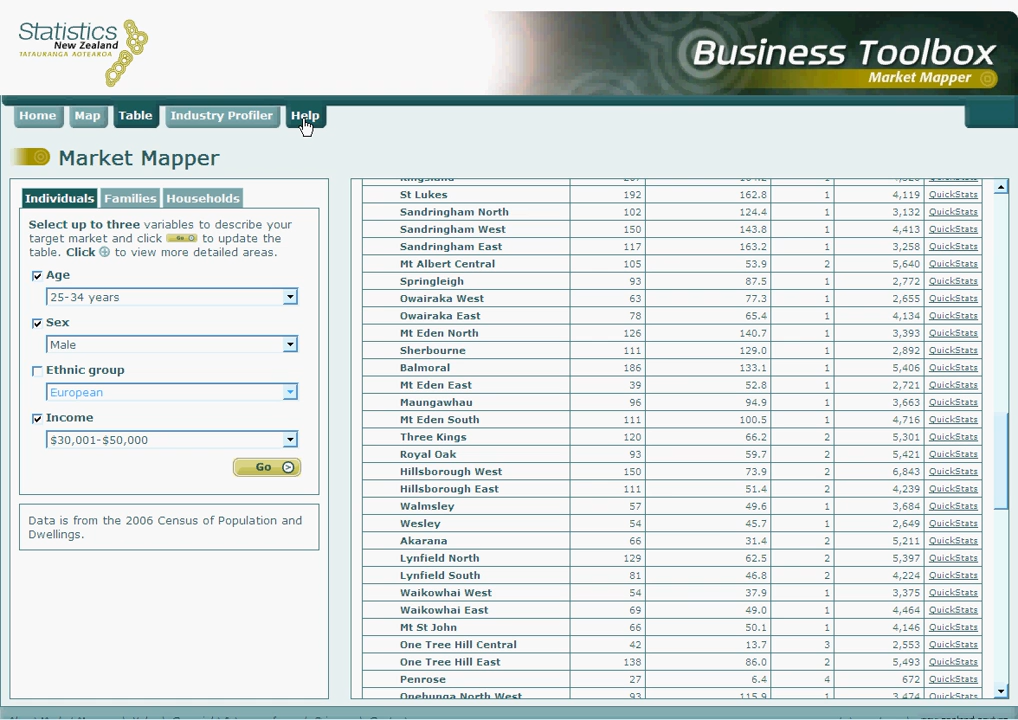 Statistics
New Zealand
TATAURANGA AOTEAROA
Business Toolbox
Market Mapper
Home Map Table Industry Profiler Help
Market Mapper
Individuals Families Households
Select up to three variables to describe your
target market and click Go to update the
table. Click to view more detailed areas.
Age
25-34 years
Sex
Male
Ethnic group
European
Income
$30,001-$50,000
Go
Data is from the 2006 Census of Population and
Dwellings.
St Lukes 192 162.8 1 4,119 QuickStats
Sandringham North 102 124.4 1 3,132 QuickStats
Sandringham West 150 143.8 1 4,413 QuickStats
Sandringham East 117 163.2 1 3,258 QuickStats
Mt Albert Central 105 53.9 2 5,640 QuickStats
Springleigh 93 87.5 1 2,772 QuickStats
Owairaka West 63 77.3 1 2,655 QuickStats
Owairaka East 78 65.4 1 4,134 QuickStats
Mt Eden North 126 140.7 1 3,393 QuickStats
Sherbourne 111 129.0 1 2,892 QuickStats
Balmoral 186 133.1 1 5,406 QuickStats
Mt Eden East 39 52.8 1 2,721 QuickStats
Maungawhau 96 94.9 1 3,663 QuickStats
Mt Eden South 111 100.5 1 4,716 QuickStats
Three Kings 120 66.2 2 5,301 QuickStats
Royal Oak 93 59.7 2 5,421 QuickStats
Hillsborough West 150 73.9 2 6,843 QuickStats
Hillsborough East 111 51.4 2 4,239 QuickStats
Walmsley 57 49.6 1 3,684 QuickStats
Wesley 54 45.7 1 2,649 QuickStats
Akarana 66 31.4 2 5,211 QuickStats
Lynfield North 129 62.5 2 5,397 QuickStats
Lynfield South 81 46.8 2 4,224 QuickStats
Waikowhai West 54 37.9 1 3,375 QuickStats
Waikowhai East 69 49.0 1 4,464 QuickStats
Mt St John 66 50.1 1 4,146 QuickStats
One Tree Hill Central 42 13.7 3 2,553 QuickStats
One Tree Hill East 138 86.0 2 5,493 QuickStats
Penrose 27 6.4 4 672 QuickStats
Onehunga North West 93 115.9 1 3,474 QuickStats